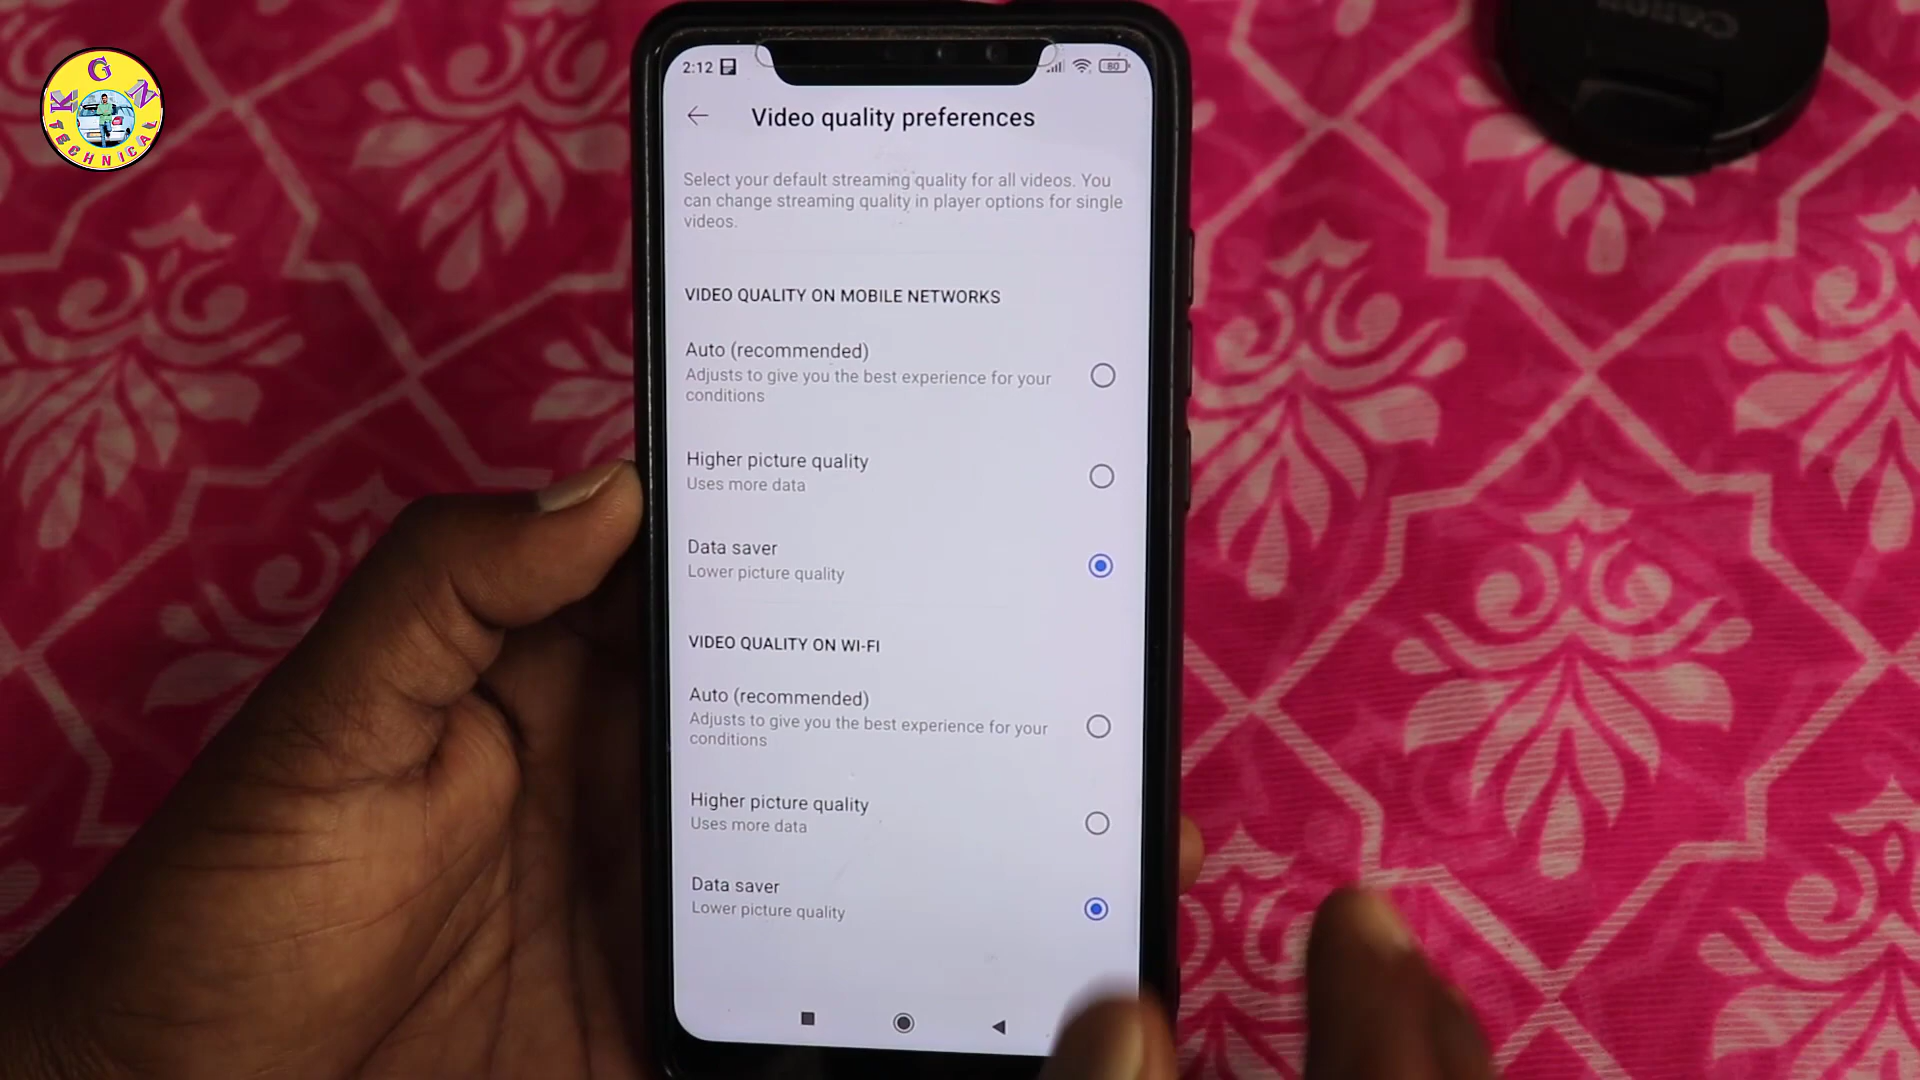 K G N
TECHNICAL
2:12
80
Canon
Video quality preferences
Select your default streaming quality for all videos. You
can change streaming quality in player options for single
videos.
VIDEO QUALITY ON MOBILE NETWORKS
Auto (recommended)
Adjusts to give you the best experience for your
conditions
Higher picture quality
Uses more data
Data saver
Lower picture quality
VIDEO QUALITY ON WI-FI
Auto (recommended)
Adjusts to give you the best experience for your
conditions
Higher picture quality
Uses more data
Data saver
Lower picture quality